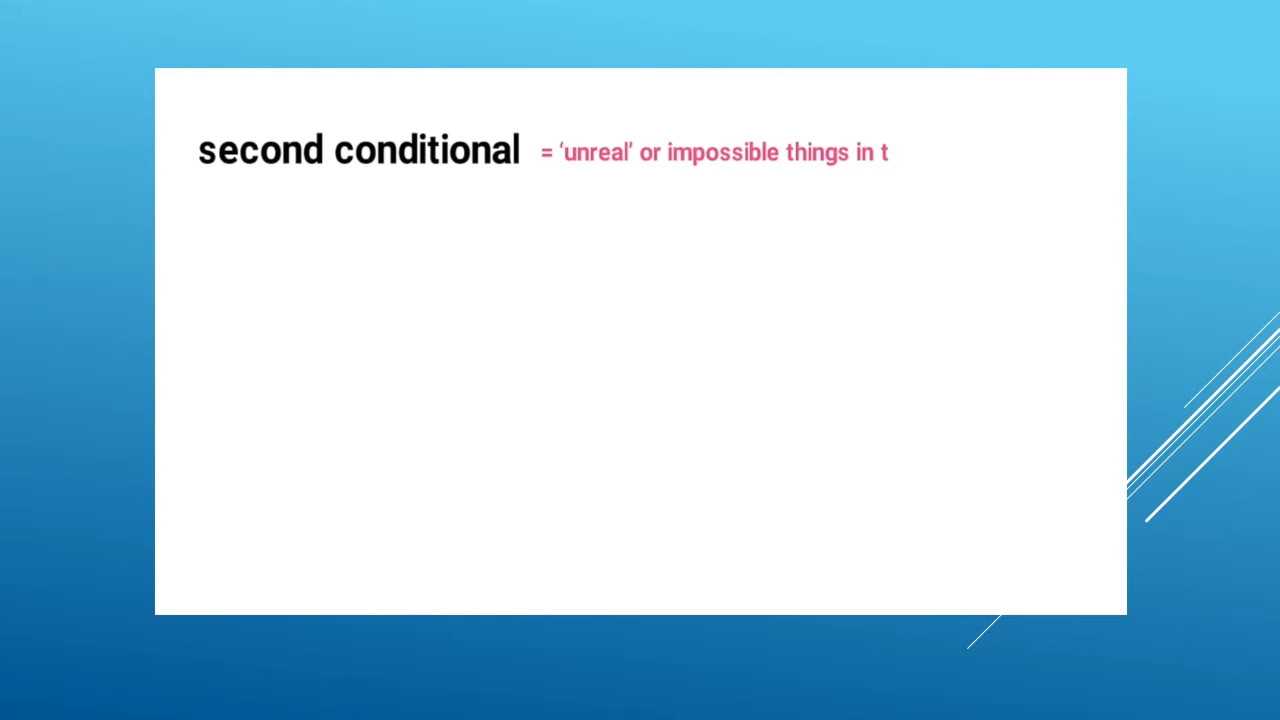 second conditional = ‘unreal’ or impossible things in t